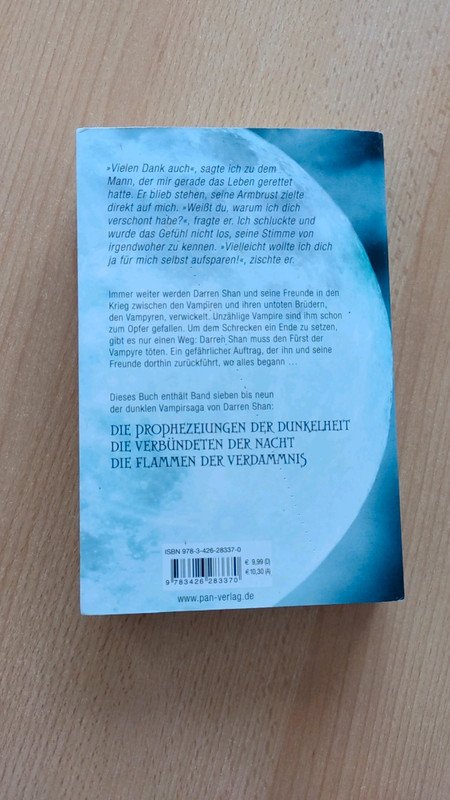 »Vielen Dank auch«, sagte ich zu dem
Mann, der mir gerade das Leben gerettet
hatte. Er blieb stehen, seine Armbrust zielte
direkt auf mich. »Weißt du, warum ich dich
verschont habe?«, fragte er. Ich schluckte und
wurde das Gefühl nicht los, seine Stimme von
irgendwoher zu kennen. »Vielleicht wollte ich dich
ja für mich selbst aufsparen!«, zischte er.
Immer weiter werden Darren Shan und seine Freunde in den
Krieg zwischen den Vampiren und ihren untoten Brüdern,
den Vampyren, verwickelt. Unzählige Vampire sind ihm schon
zum Opfer gefallen. Um dem Schrecken ein Ende zu setzen,
gibt es nur einen Weg: Darren Shan muss den Fürst der
Vampyre töten. Ein gefährlicher Auftrag, der ihn und seine
Freunde dorthin zurückführt, wo alles begann ...
Dieses Buch enthält Band sieben bis neun
der dunklen Vampirsaga von Darren Shan:
DIE PROPHEZEIUNGEN DER DUNKELHEIT
DIE VERBÜNDETEN DER NACHT
DIE FLAMMEN DER VERDAMMNIS
ISBN 978-3-426-28337-0
€ 9,99 (D)
€ 10,30 (A)
9 783426 283370
www.pan-verlag.de